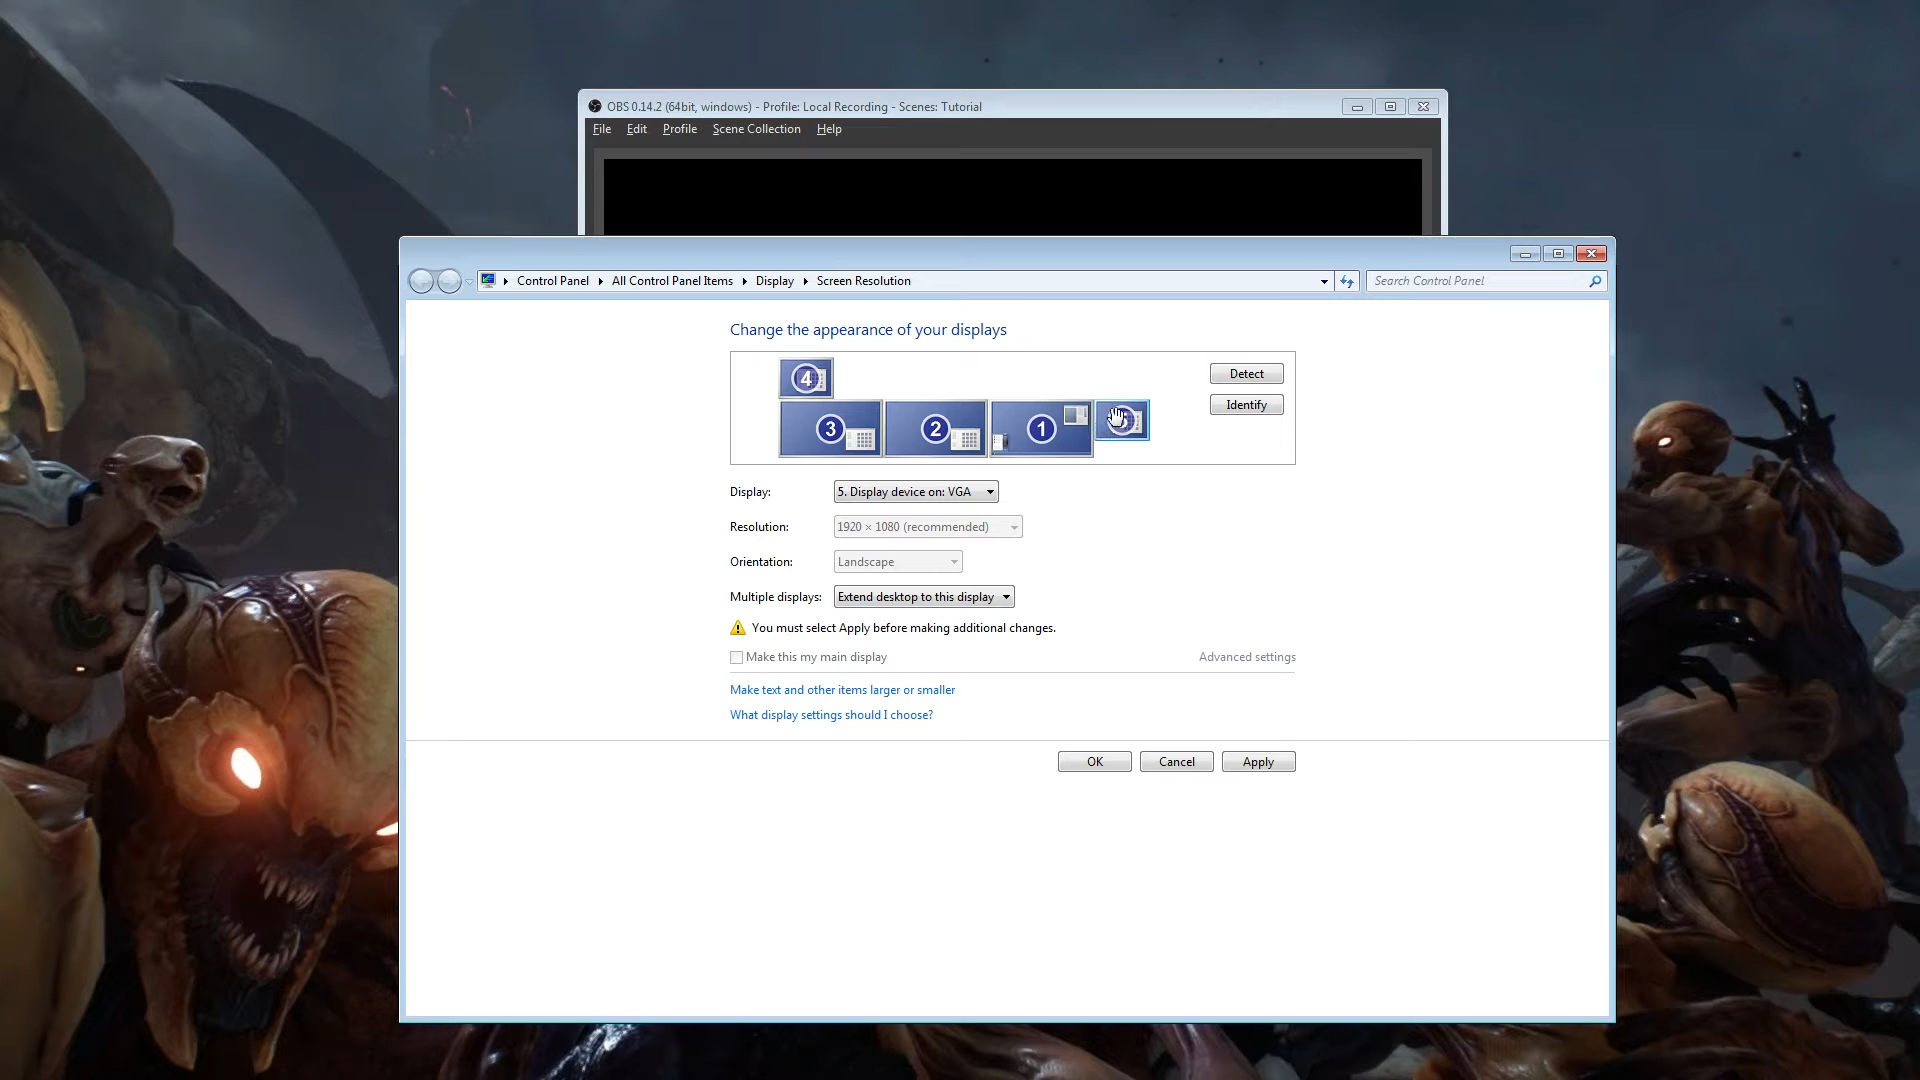 OBS 0.14.2 (64bit, windows) - Profile: Local Recording - Scenes: Tutorial
File Edit Profile Scene Collection Help
Control Panel All Control Panel Items Display Screen Resolution
Search Control Panel
Change the appearance of your displays
4
Detect
3 2 1
Identify
Display: 5. Display device on: VGA
Resolution: 1920 × 1080 (recommended)
Orientation: Landscape
Multiple displays: Extend desktop to this display
You must select Apply before making additional changes.
Make this my main display
Advanced settings
Make text and other items larger or smaller
What display settings should I choose?
OK Cancel Apply